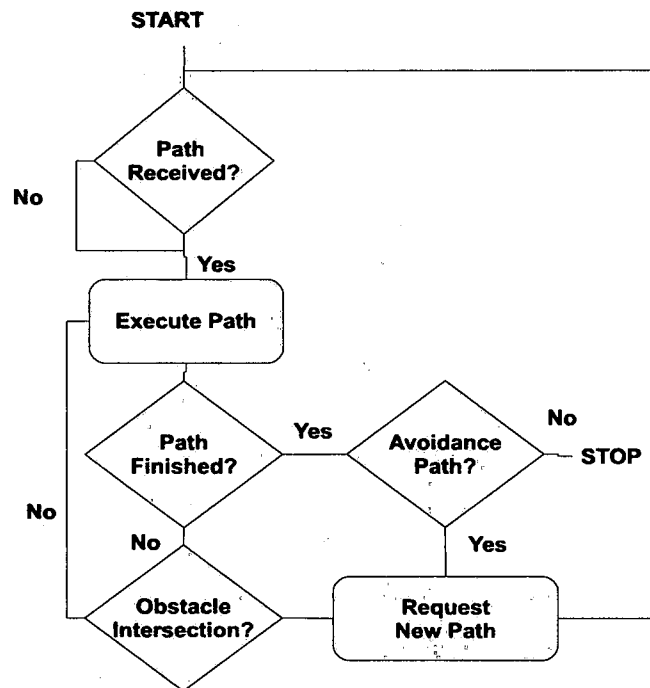 START
Path
Received?
No
Yes
Execute Path
Path
Finished?
Yes
Avoidance
Path?
No
STOP
No
No
Yes
Obstacle
Intersection?
Request
New Path